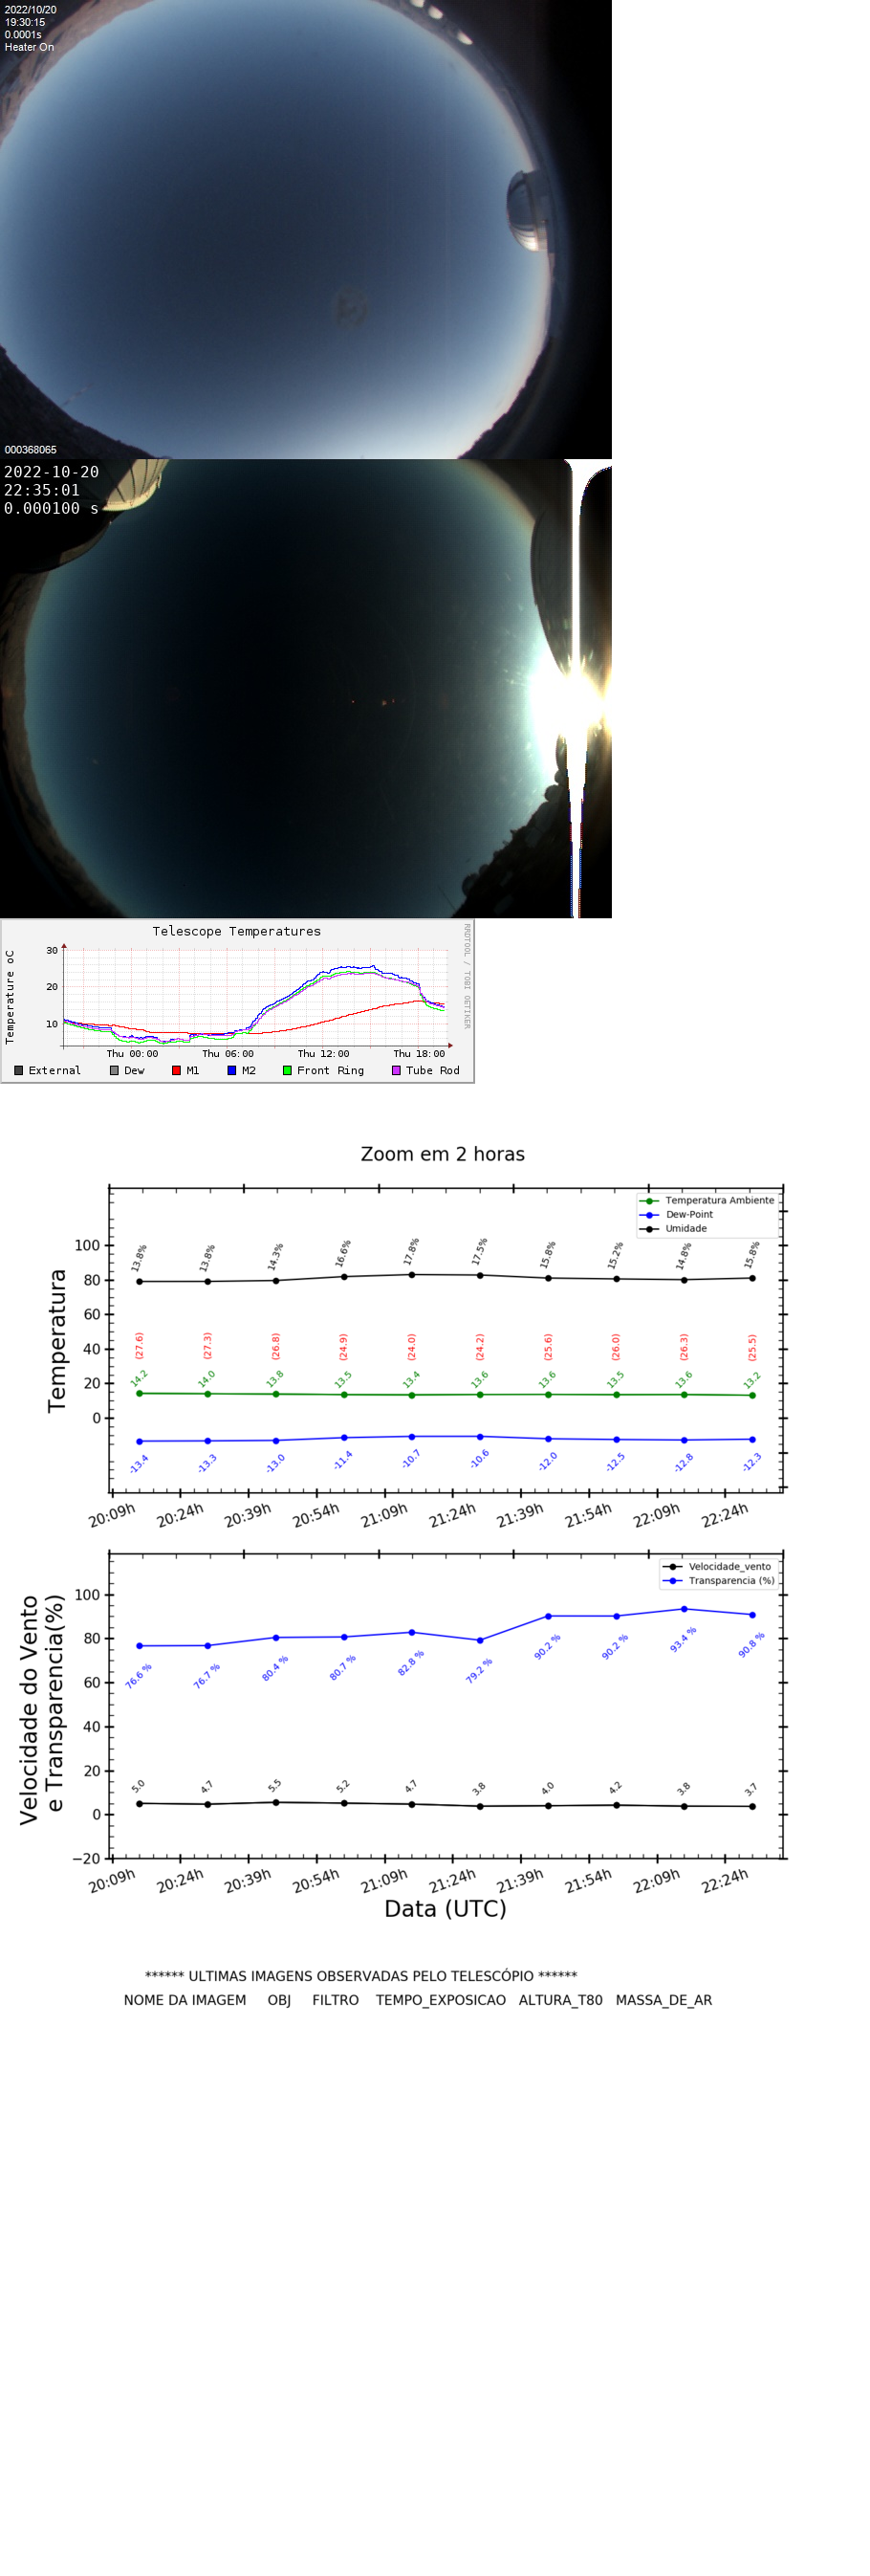 2022/10/20
19:30:15
0.0001s
Heater On
000368065
2022-10-20
22:35:01
0.000100 s
Telescope Temperatures
RRDTOOL / TOBI OETIKER
Temperature oC
30
20
10
Thu 00:00 Thu 06:00 Thu 12:00 Thu 18:00
External Dew M1 M2 Front Ring Tube Rod
Zoom em 2 horas
Temperatura Ambiente
Dew-Point
Umidade
Temperatura
100
80
60
40
20
0
13.8% 13.8% 14.3% 16.6% 17.8% 17.5% 15.8% 15.2% 14.8% 15.8%
(27.6) (27.3) (26.8) (24.9) (24.0) (24.2) (25.6) (26.0) (26.3) (25.5)
14.2 14.0 13.8 13.5 13.4 13.6 13.6 13.5 13.6 13.2
-13.4 -13.3 -13.0 -11.4 -10.7 -10.6 -12.0 -12.5 -12.8 -12.3
20:09h 20:24h 20:39h 20:54h 21:09h 21:24h 21:39h 21:54h 22:09h 22:24h
Velocidade_vento
Transparencia (%)
Velocidade do Vento
e Transparencia(%)
100
80
60
40
20
0
−20
76.6 % 76.7 % 80.4 % 80.7 % 82.8 % 79.2 % 90.2 % 90.2 % 93.4 % 90.8 %
5.0 4.7 5.5 5.2 4.7 3.8 4.0 4.2 3.8 3.7
20:09h 20:24h 20:39h 20:54h 21:09h 21:24h 21:39h 21:54h 22:09h 22:24h
Data (UTC)
****** ULTIMAS IMAGENS OBSERVADAS PELO TELESCÓPIO ******
NOME DA IMAGEM OBJ FILTRO TEMPO_EXPOSICAO ALTURA_T80 MASSA_DE_AR